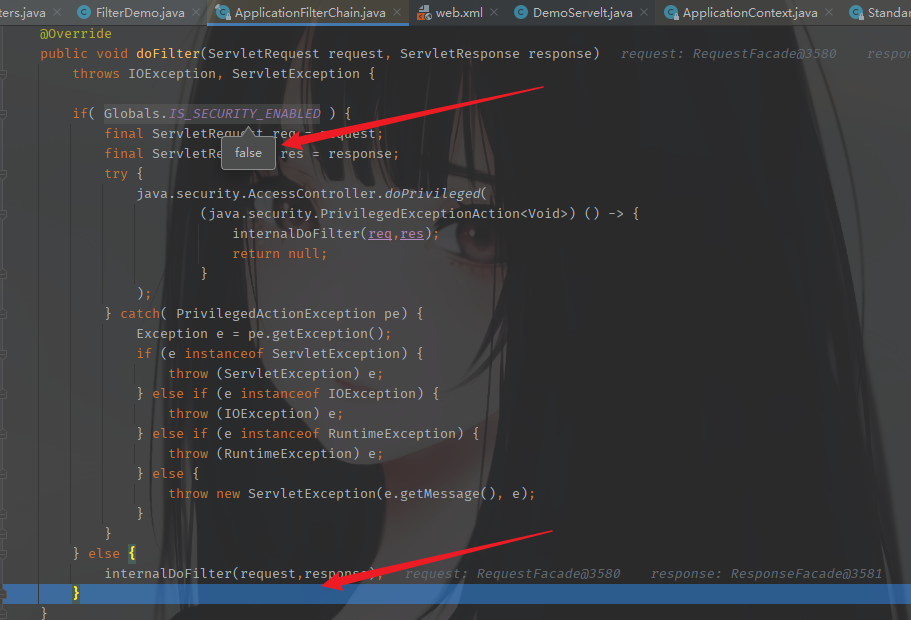 ters.java FilterDemo.java ApplicationFilterChain.java web.xml DemoServelt.java ApplicationContext.java Standar
@Override
public void doFilter(ServletRequest request, ServletResponse response) request: RequestFacade@3580 respon
throws IOException, ServletException {
if( Globals.IS_SECURITY_ENABLED ) {
final ServletRequest req = request;
final ServletRe res = response;
false
try {
java.security.AccessController.doPrivileged(
(java.security.PrivilegedExceptionAction<Void>) () -> {
internalDoFilter(req,res);
return null;
}
);
} catch( PrivilegedActionException pe) {
Exception e = pe.getException();
if (e instanceof ServletException) {
throw (ServletException) e;
} else if (e instanceof IOException) {
throw (IOException) e;
} else if (e instanceof RuntimeException) {
throw (RuntimeException) e;
} else {
throw new ServletException(e.getMessage(), e);
}
}
} else {
internalDoFilter(request,response); request: RequestFacade@3580 response: ResponseFacade@3581
}
}